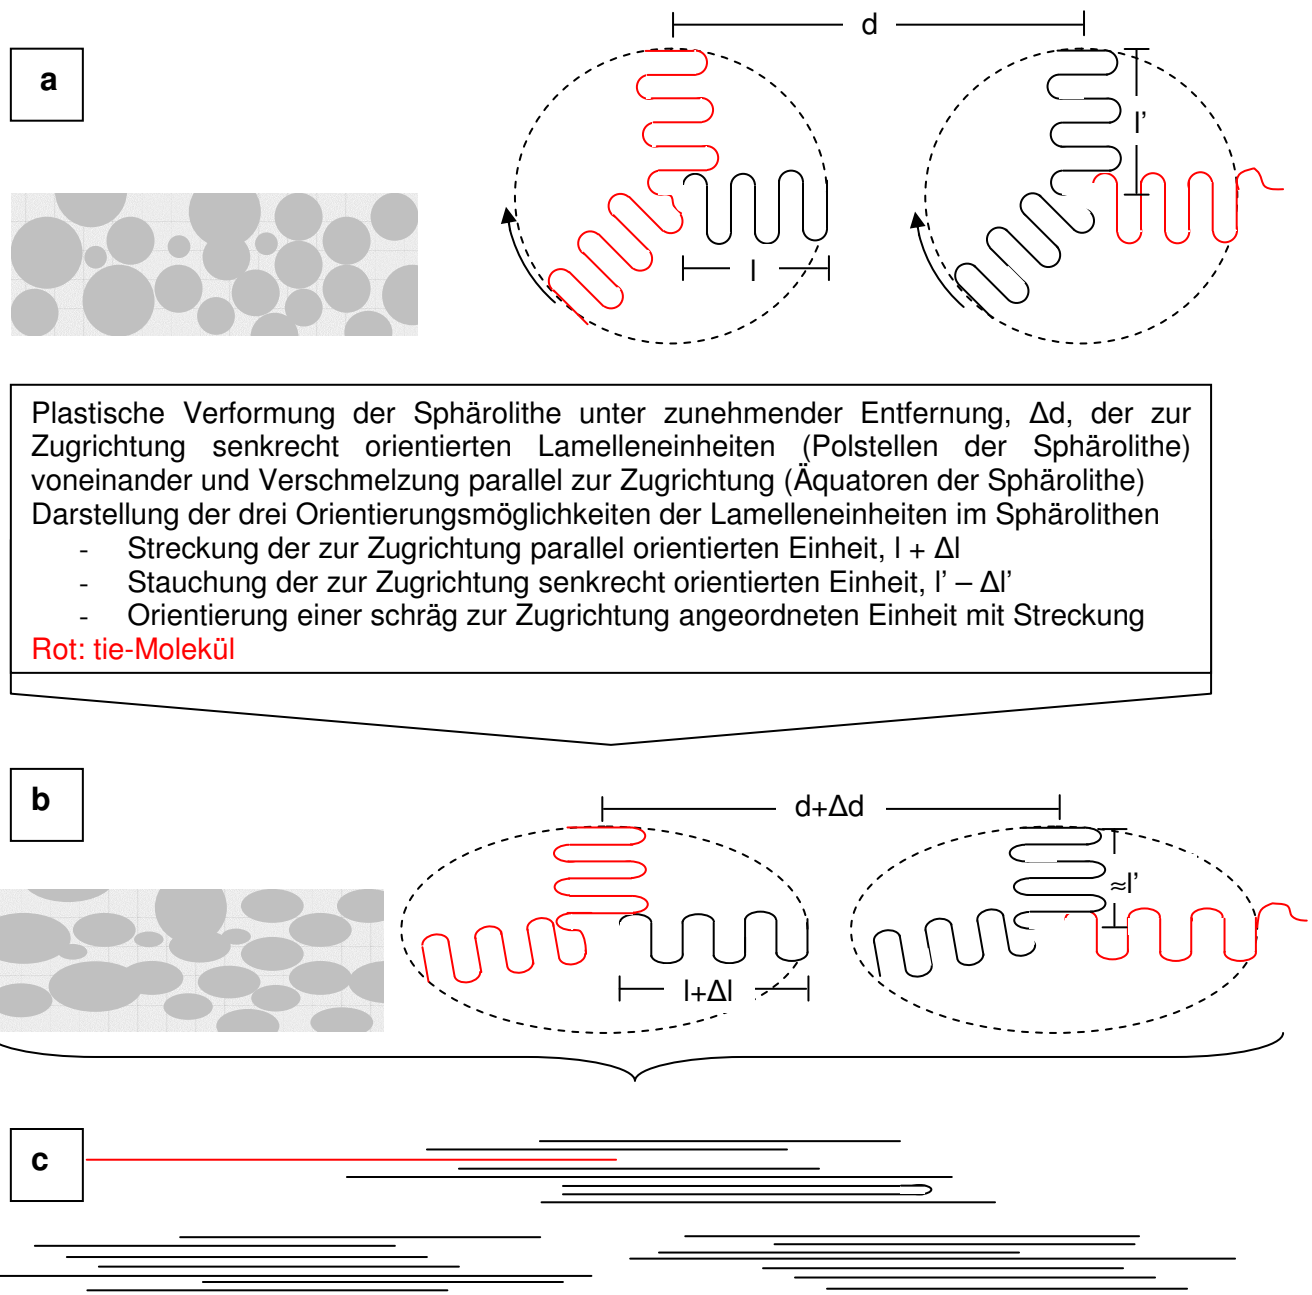 d
a
l’
l
Plastische Verformung der Sphärolithe unter zunehmender Entfernung, Δd, der zur
Zugrichtung senkrecht orientierten Lamelleneinheiten (Polstellen der Sphärolithe)
voneinander und Verschmelzung parallel zur Zugrichtung (Äquatoren der Sphärolithe)
Darstellung der drei Orientierungsmöglichkeiten der Lamelleneinheiten im Sphärolithen
- Streckung der zur Zugrichtung parallel orientierten Einheit, l + Δl
- Stauchung der zur Zugrichtung senkrecht orientierten Einheit, l’ – Δl’
- Orientierung einer schräg zur Zugrichtung angeordneten Einheit mit Streckung
Rot: tie-Molekül
b
d+Δd
≈l’
l+Δl
c